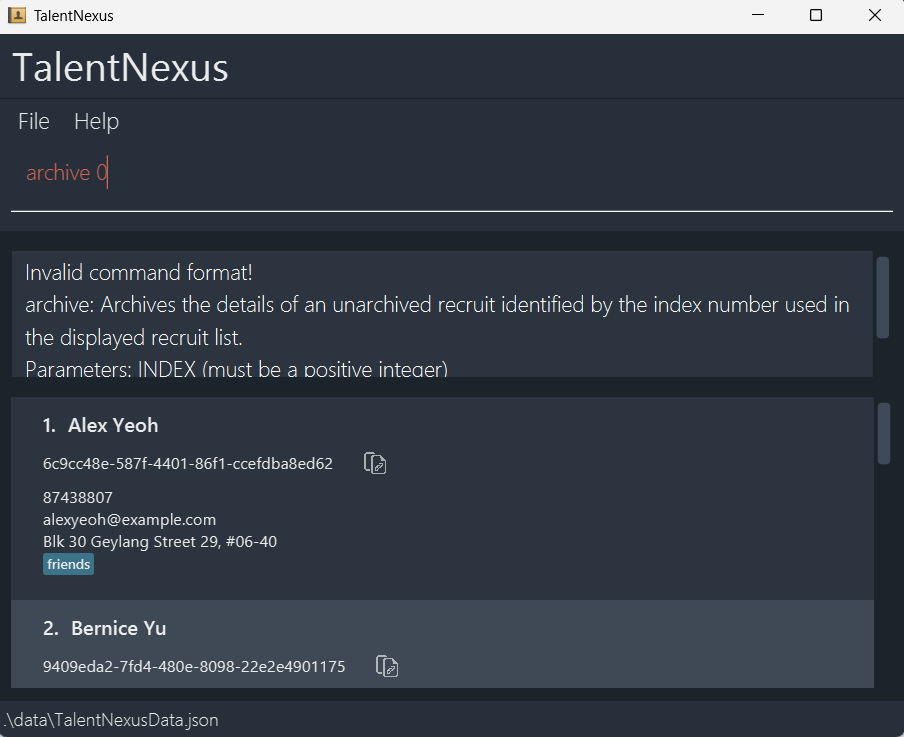 TalentNexus
TalentNexus
File Help
archive 0
Invalid command format!
archive: Archives the details of an unarchived recruit identified by the index number used in
the displayed recruit list.
Parameters: INDEX (must be a positive integer)
1. Alex Yeoh
6c9cc48e-587f-4401-86f1-ccefdba8ed62
87438807
alexyeoh@example.com
Blk 30 Geylang Street 29, #06-40
friends
2. Bernice Yu
9409eda2-7fd4-480e-8098-22e2e4901175
.\data\TalentNexusData.json